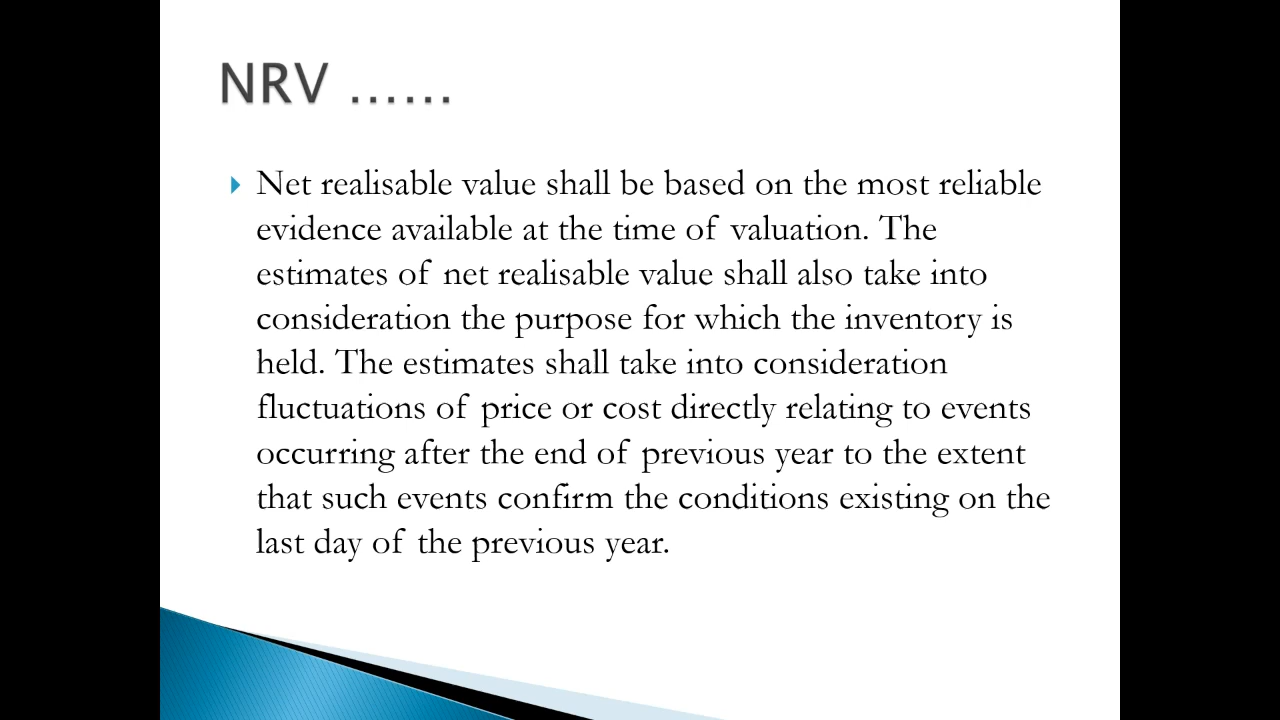 NRV ......
Net realisable value shall be based on the most reliable
evidence available at the time of valuation. The
estimates of net realisable value shall also take into
consideration the purpose for which the inventory is
held. The estimates shall take into consideration
fluctuations of price or cost directly relating to events
occurring after the end of previous year to the extent
that such events confirm the conditions existing on the
last day of the previous year.